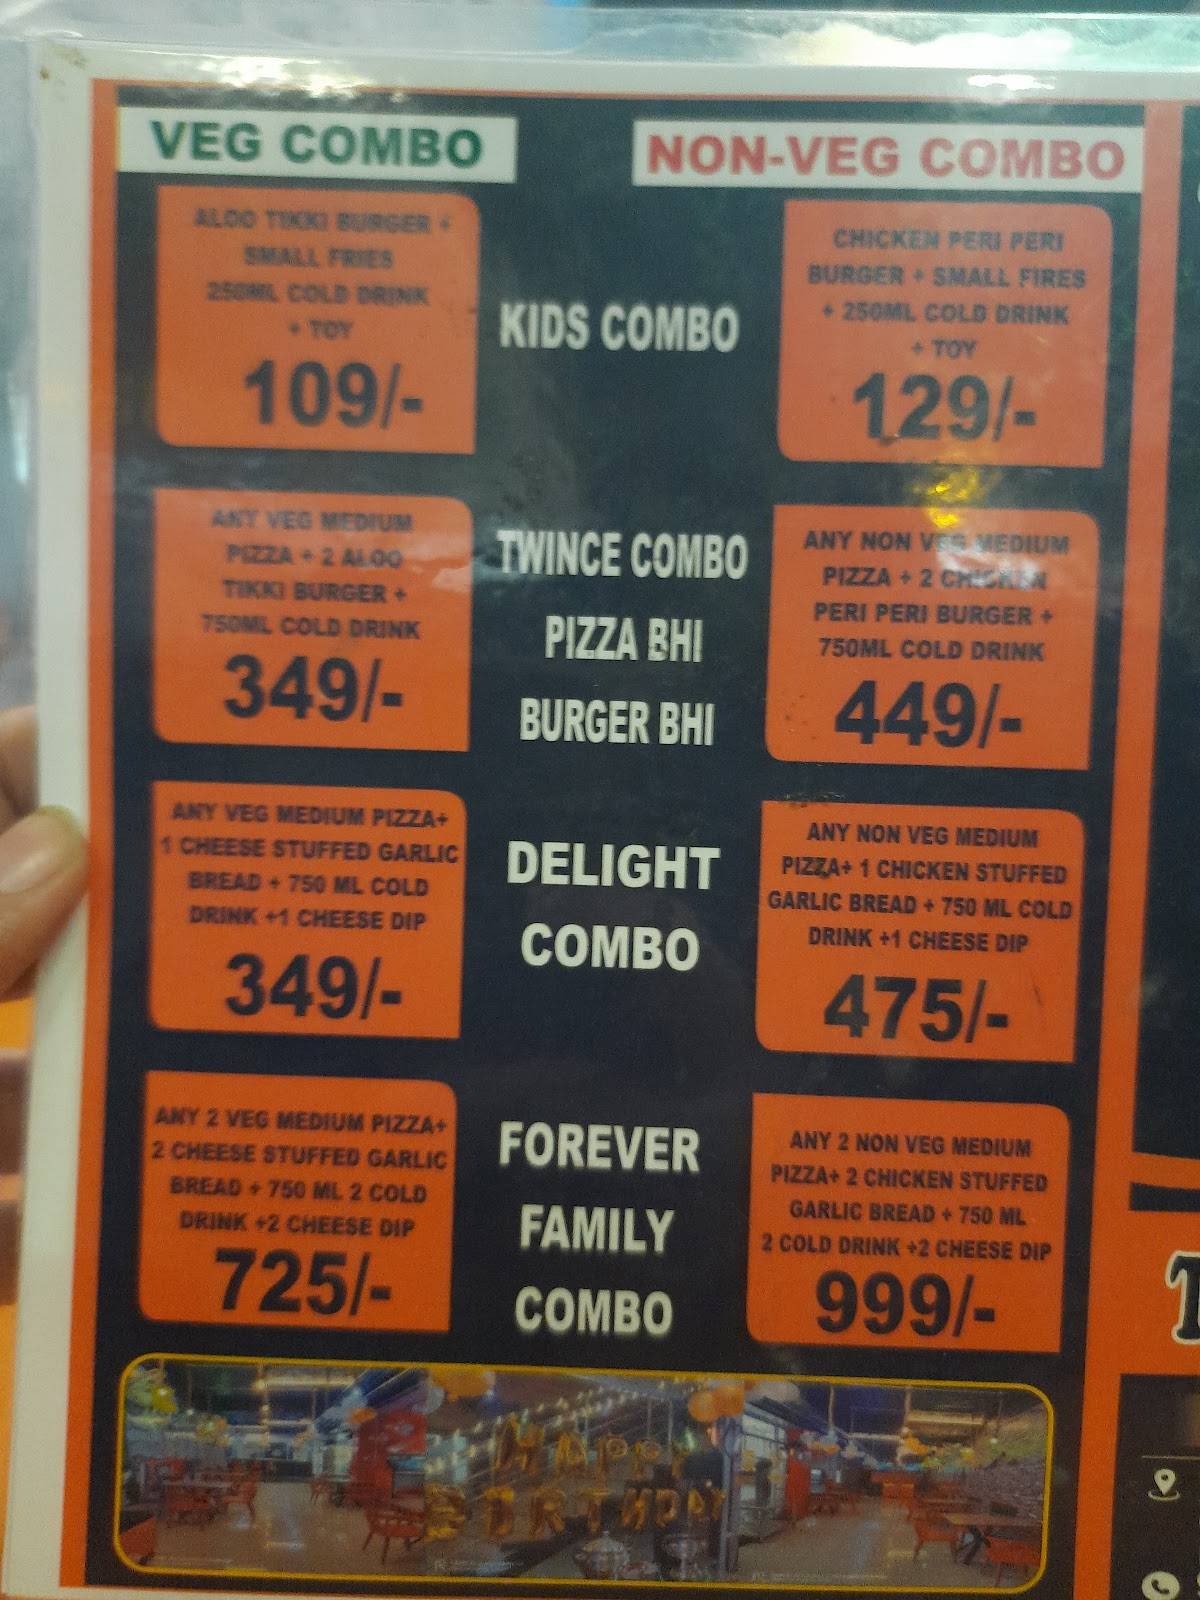 VEG COMBO
NON-VEG COMBO
ALOO TIKKI BURGER +
SMALL FRIES
250ML COLD DRINK
+ TOY
109/-
KIDS COMBO
CHICKEN PERI PERI
BURGER + SMALL FIRES
+ 250ML COLD DRINK
+ TOY
129/-
ANY VEG MEDIUM
PIZZA + 2 ALOO
TIKKI BURGER +
750ML COLD DRINK
349/-
TWINCE COMBO
PIZZA BHI
BURGER BHI
ANY NON VEG MEDIUM
PIZZA + 2 CHICKEN
PERI PERI BURGER +
750ML COLD DRINK
449/-
ANY VEG MEDIUM PIZZA+
1 CHEESE STUFFED GARLIC
BREAD + 750 ML COLD
DRINK +1 CHEESE DIP
349/-
DELIGHT
COMBO
ANY NON VEG MEDIUM
PIZZA+ 1 CHICKEN STUFFED
GARLIC BREAD + 750 ML COLD
DRINK +1 CHEESE DIP
475/-
ANY 2 VEG MEDIUM PIZZA+
2 CHEESE STUFFED GARLIC
BREAD + 750 ML 2 COLD
DRINK +2 CHEESE DIP
725/-
FOREVER
FAMILY
COMBO
ANY 2 NON VEG MEDIUM
PIZZA+ 2 CHICKEN STUFFED
GARLIC BREAD + 750 ML
2 COLD DRINK +2 CHEESE DIP
999/-
HAPPY
BORTHDAY